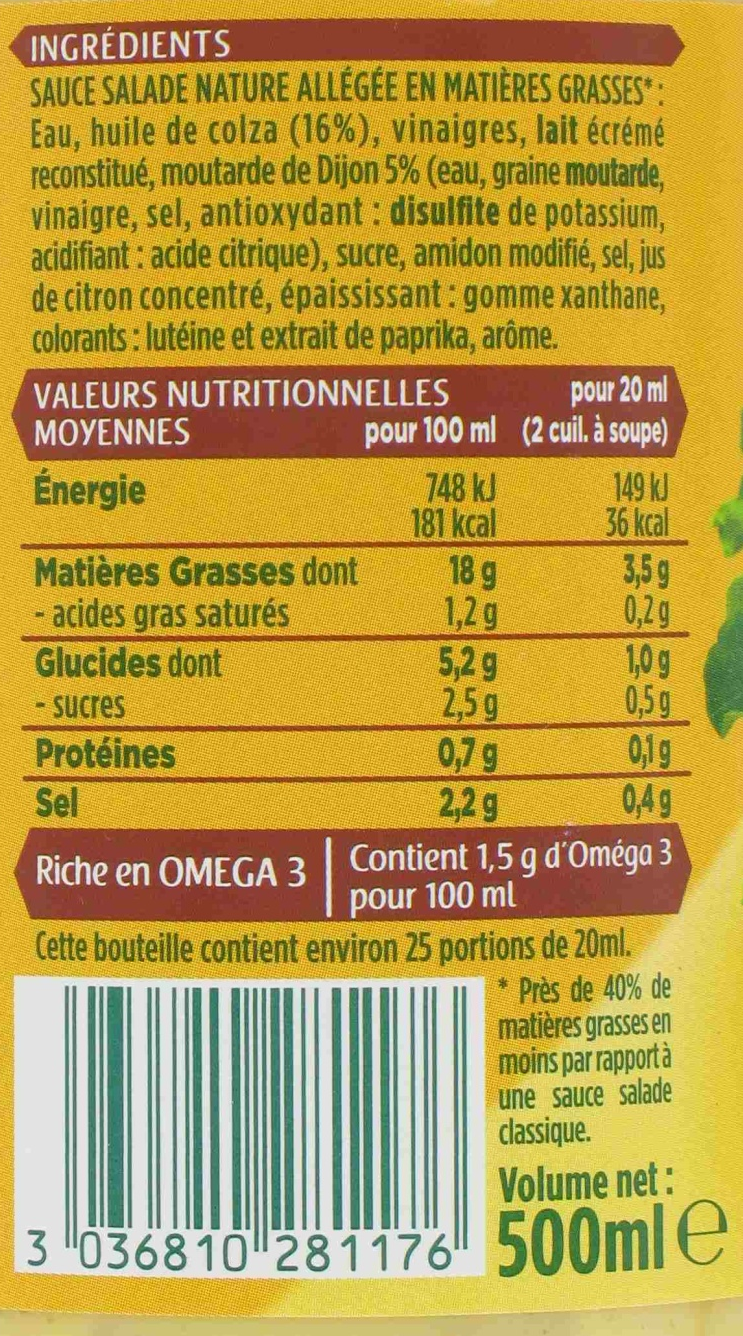 INGRÉDIENTS
SAUCE SALADE NATURE ALLÉGÉE EN MATIÈRES GRASSES* :
Eau, huile de colza (16%), vinaigres, lait écrémé
reconstitué, moutarde de Dijon 5% (eau, graine moutarde,
vinaigre, sel, antioxydant : disulfite de potassium,
acidifiant : acide citrique), sucre, amidon modifié, sel, jus
de citron concentré, épaississant : gomme xanthane,
colorants : lutéine et extrait de paprika, arôme.
VALEURS NUTRITIONNELLES pour 20 ml
MOYENNES pour 100 ml (2 cuil. à soupe)
Énergie 748 kJ 149 kJ
181 kcal 36 kcal
Matières Grasses dont 18 g 3,5 g
- acides gras saturés 1,2 g 0,2 g
Glucides dont 5,2 g 1,0 g
- sucres 2,5 g 0,5 g
Protéines 0,7 g 0,1 g
Sel 2,2 g 0,4 g
Riche en OMEGA 3 Contient 1,5 g d'Oméga 3
pour 100 ml
Cette bouteille contient environ 25 portions de 20ml.
* Près de 40% de
matières grasses en
moins par rapport à
une sauce salade
classique.
Volume net :
500ml e
3 036810 281176